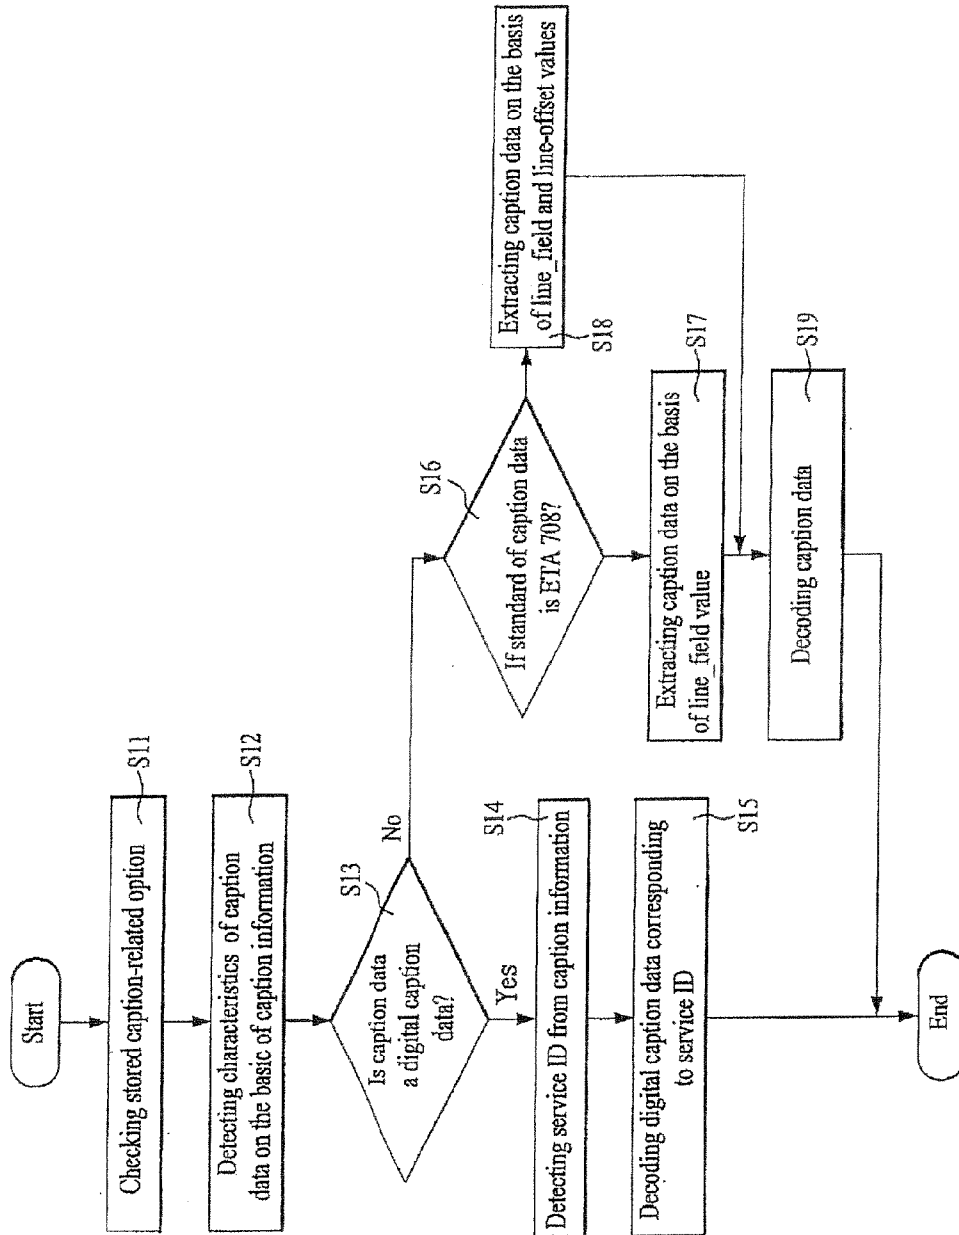 Start
Checking stored caption-related option
S11
Detecting characteristics of caption
data on the basic of caption information
S12
Is caption data
a digital caption
data?
S13
No
Yes
Detecting service ID from caption information
S14
Decoding digital caption data corresponding
to service ID
S15
If standard of caption data
is ETA 708?
S16
Extracting caption data on the basis
of line_field value
S17
Extracting caption data on the basis
of line_field and line-offset values
S18
Decoding caption data
S19
End